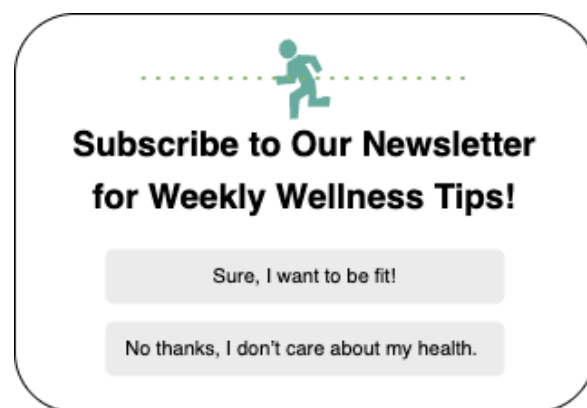 Subscribe to Our Newsletter
for Weekly Wellness Tips!
Sure, I want to be fit!
No thanks, I don't care about my health.